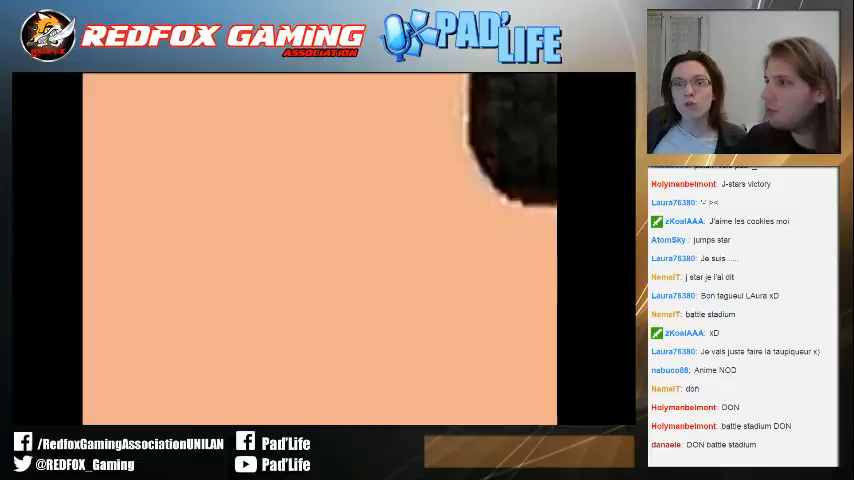 REDFOX GAMING
ASSOCIATION
PAD'LIFE
Holymanbelmont: J-stars victory
Laura76380: '-' ><
zKoalAAA: J'aime les cookies moi
AtomSky: jumps star
Laura76380: Je suis .....
NemeIT: j star je l'ai dit
Laura76380: Bon tagueul LAura xD
NemeIT: battle stadium
zKoalAAA: xD
Laura76380: Je vais juste faire la taupiqueur x)
nabuco88: Anime NOD
NemeIT: don
Holymanbelmont: DON
Holymanbelmont: battle stadium DON
danaele: DON battle stadium
/RedfoxGamingAssociationUNILAN
Pad'Life
@REDFOX_Gaming
Pad'Life